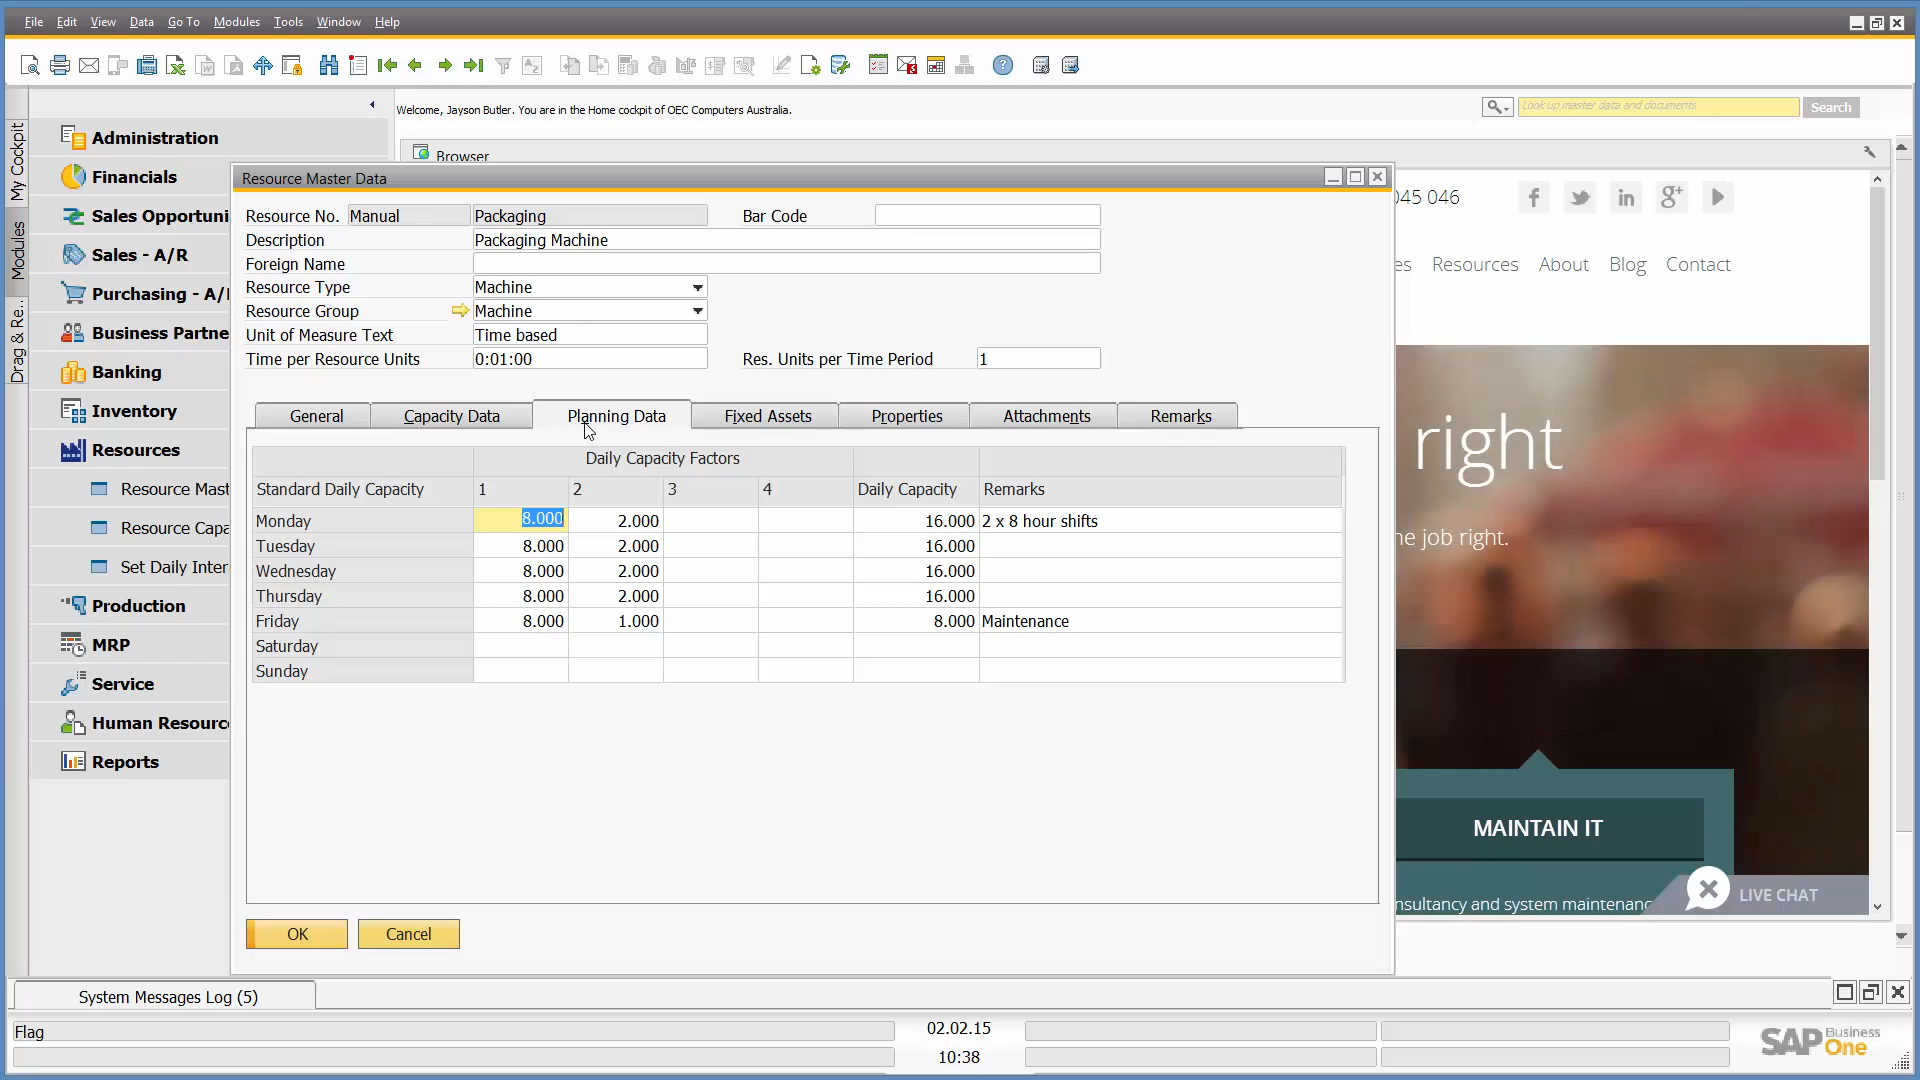 File Edit View Data Go To Modules Tools Window Help
Welcome, Jayson Butler. You are in the Home cockpit of OEC Computers Australia.
Look up master data and documents
Search
My Cockpit
Modules
Drag & Re..
Administration
Financials
Sales Opportuni
Sales - A/R
Purchasing - A/
Business Partne
Banking
Inventory
Resources
Resource Mast
Resource Capa
Set Daily Inter
Production
MRP
Service
Human Resourc
Reports
Browser
045 046
es Resources About Blog Contact
right
ne job right.
MAINTAIN IT
nsultancy and system maintenanc
LIVE CHAT
Resource Master Data
Resource No. Manual Packaging Bar Code
Description Packaging Machine
Foreign Name
Resource Type Machine
Resource Group Machine
Unit of Measure Text Time based
Time per Resource Units 0:01:00 Res. Units per Time Period 1
General Capacity Data Planning Data Fixed Assets Properties Attachments Remarks
Daily Capacity Factors
Standard Daily Capacity 1 2 3 4 Daily Capacity Remarks
Monday 8.000 2.000 16.000 2 x 8 hour shifts
Tuesday 8.000 2.000 16.000
Wednesday 8.000 2.000 16.000
Thursday 8.000 2.000 16.000
Friday 8.000 1.000 8.000 Maintenance
Saturday
Sunday
OK Cancel
System Messages Log (5)
Flag
02.02.15
10:38
SAP Business One